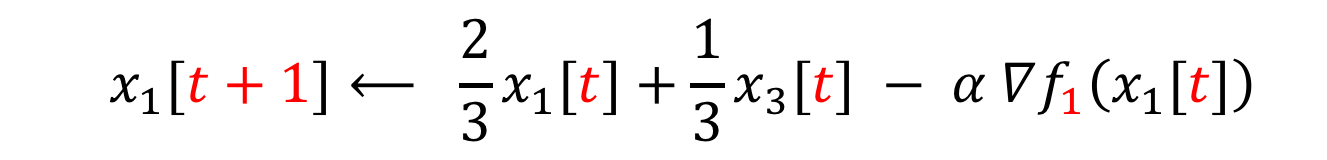 x₁[t + 1] ⟵ 2/3 x₁[t] + 1/3 x₃[t] − α ∇f₁(x₁[t])